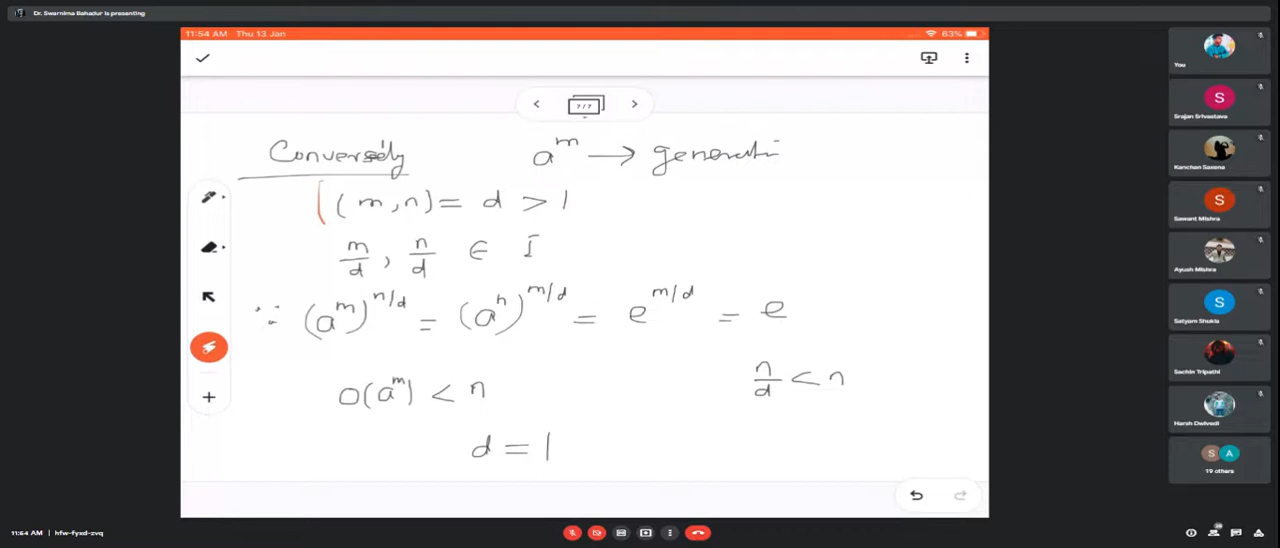 Dr. Swarnima Bahadur is presenting
11:54 AM Thu 13 Jan
63%
7/7
Conversely a^m → generati
(m,n) = d > 1
m/d, n/d ∈ I
∵ (a^m)^n/d = (a^n)^m/d = e^m/d = e
O(a^m) < n n/d < n
d = 1
You
S
Srajan Srivastava
Kanchan Saxena
S
Sawant Mishra
Ayush Mishra
S
Satyam Shukla
Sachin Tripathi
Harsh Dwivedi
S A
19 others
11:54 AM | hfw-fyxd-zvq